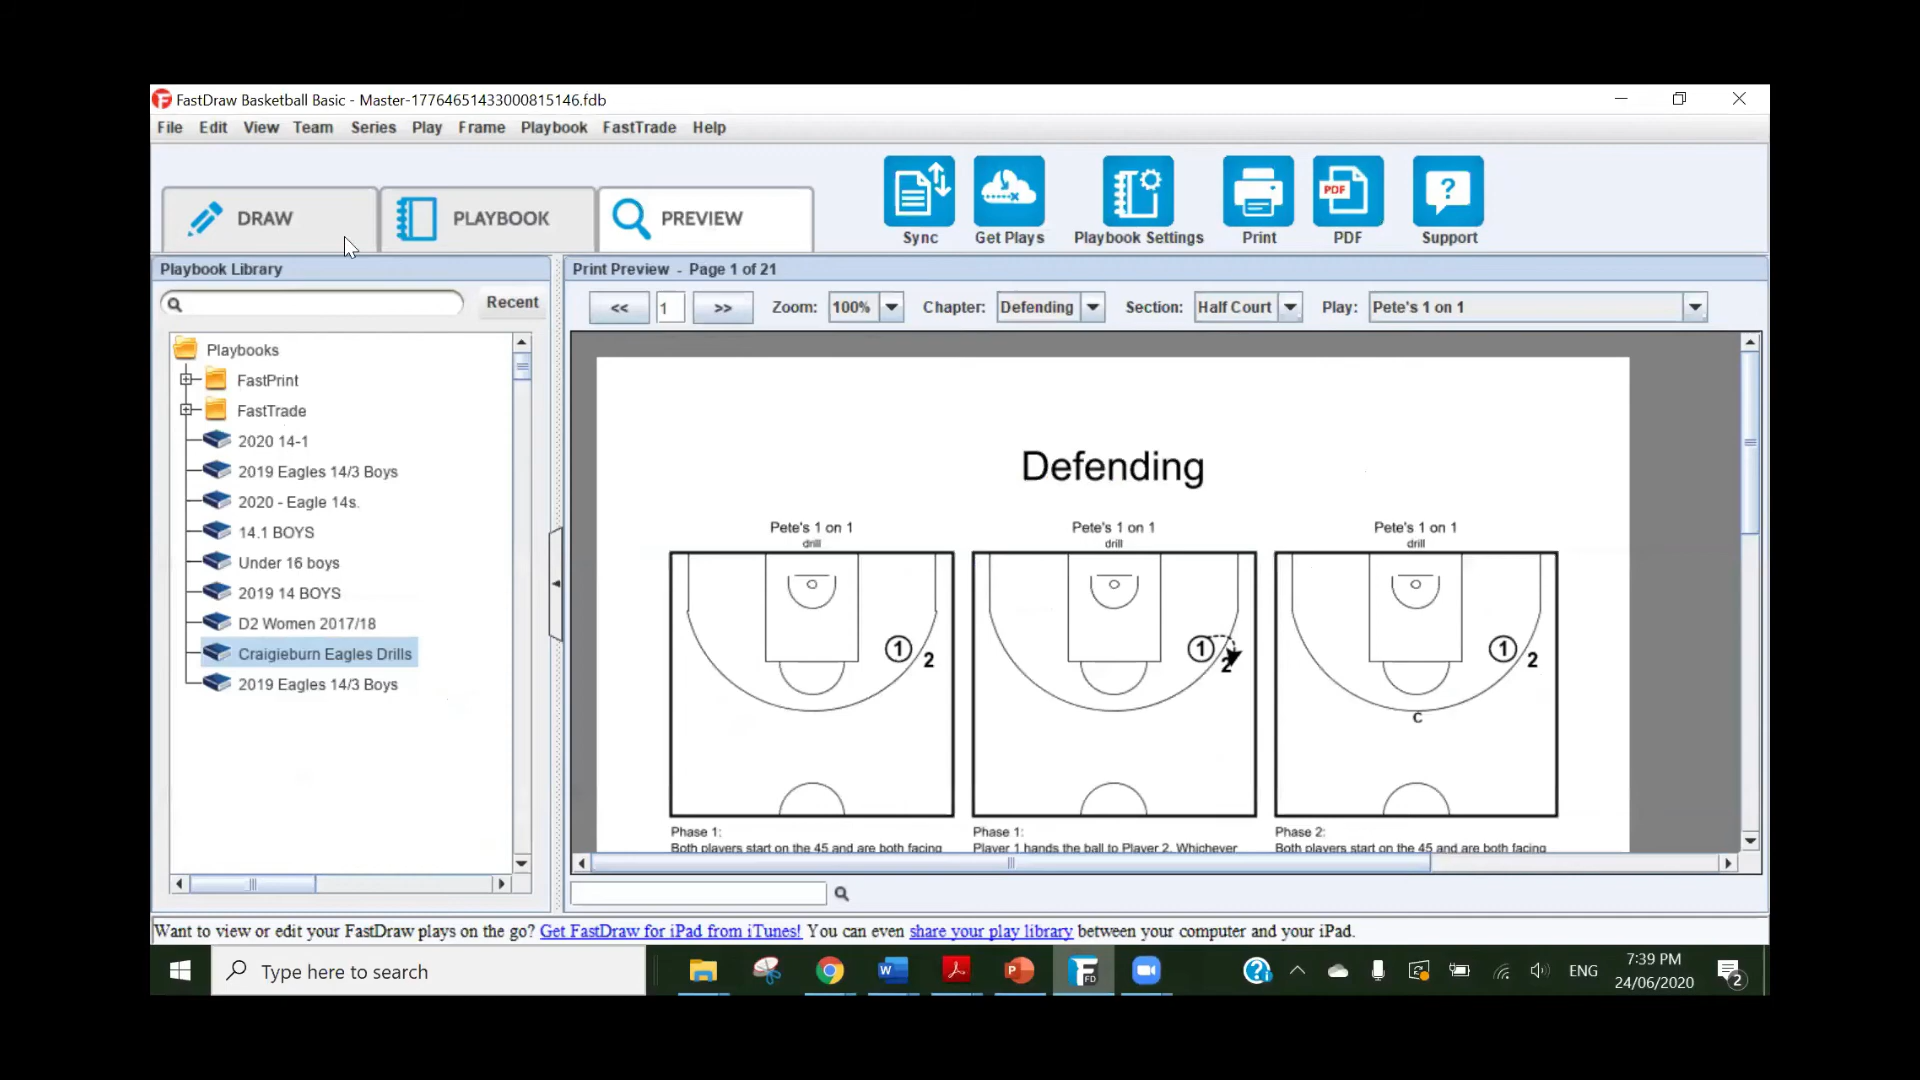 FastDraw Basketball Basic - Master-17764651433000815146.fdb
File Edit View Team Series Play Frame Playbook FastTrade Help
DRAW PLAYBOOK PREVIEW
Sync Get Plays Playbook Settings Print PDF Support
PDF
Playbook Library
Recent
Playbooks
FastPrint
FastTrade
2020 14-1
2019 Eagles 14/3 Boys
2020 - Eagle 14s.
14.1 BOYS
Under 16 boys
2019 14 BOYS
D2 Women 2017/18
Craigieburn Eagles Drills
2019 Eagles 14/3 Boys
Print Preview - Page 1 of 21
<< 1 >> Zoom: 100% Chapter: Defending Section: Half Court Play: Pete's 1 on 1
Defending
Pete's 1 on 1 Pete's 1 on 1 Pete's 1 on 1
drill drill drill
1 2 1 2 1 2
C
Phase 1: Phase 1: Phase 2:
Both players start on the 45 and are both facing Player 1 hands the ball to Player 2. Whichever Both players start on the 45 and are both facing
Want to view or edit your FastDraw plays on the go? Get FastDraw for iPad from iTunes! You can even share your play library between your computer and your iPad.
Type here to search
FD
ENG
7:39 PM
24/06/2020
2